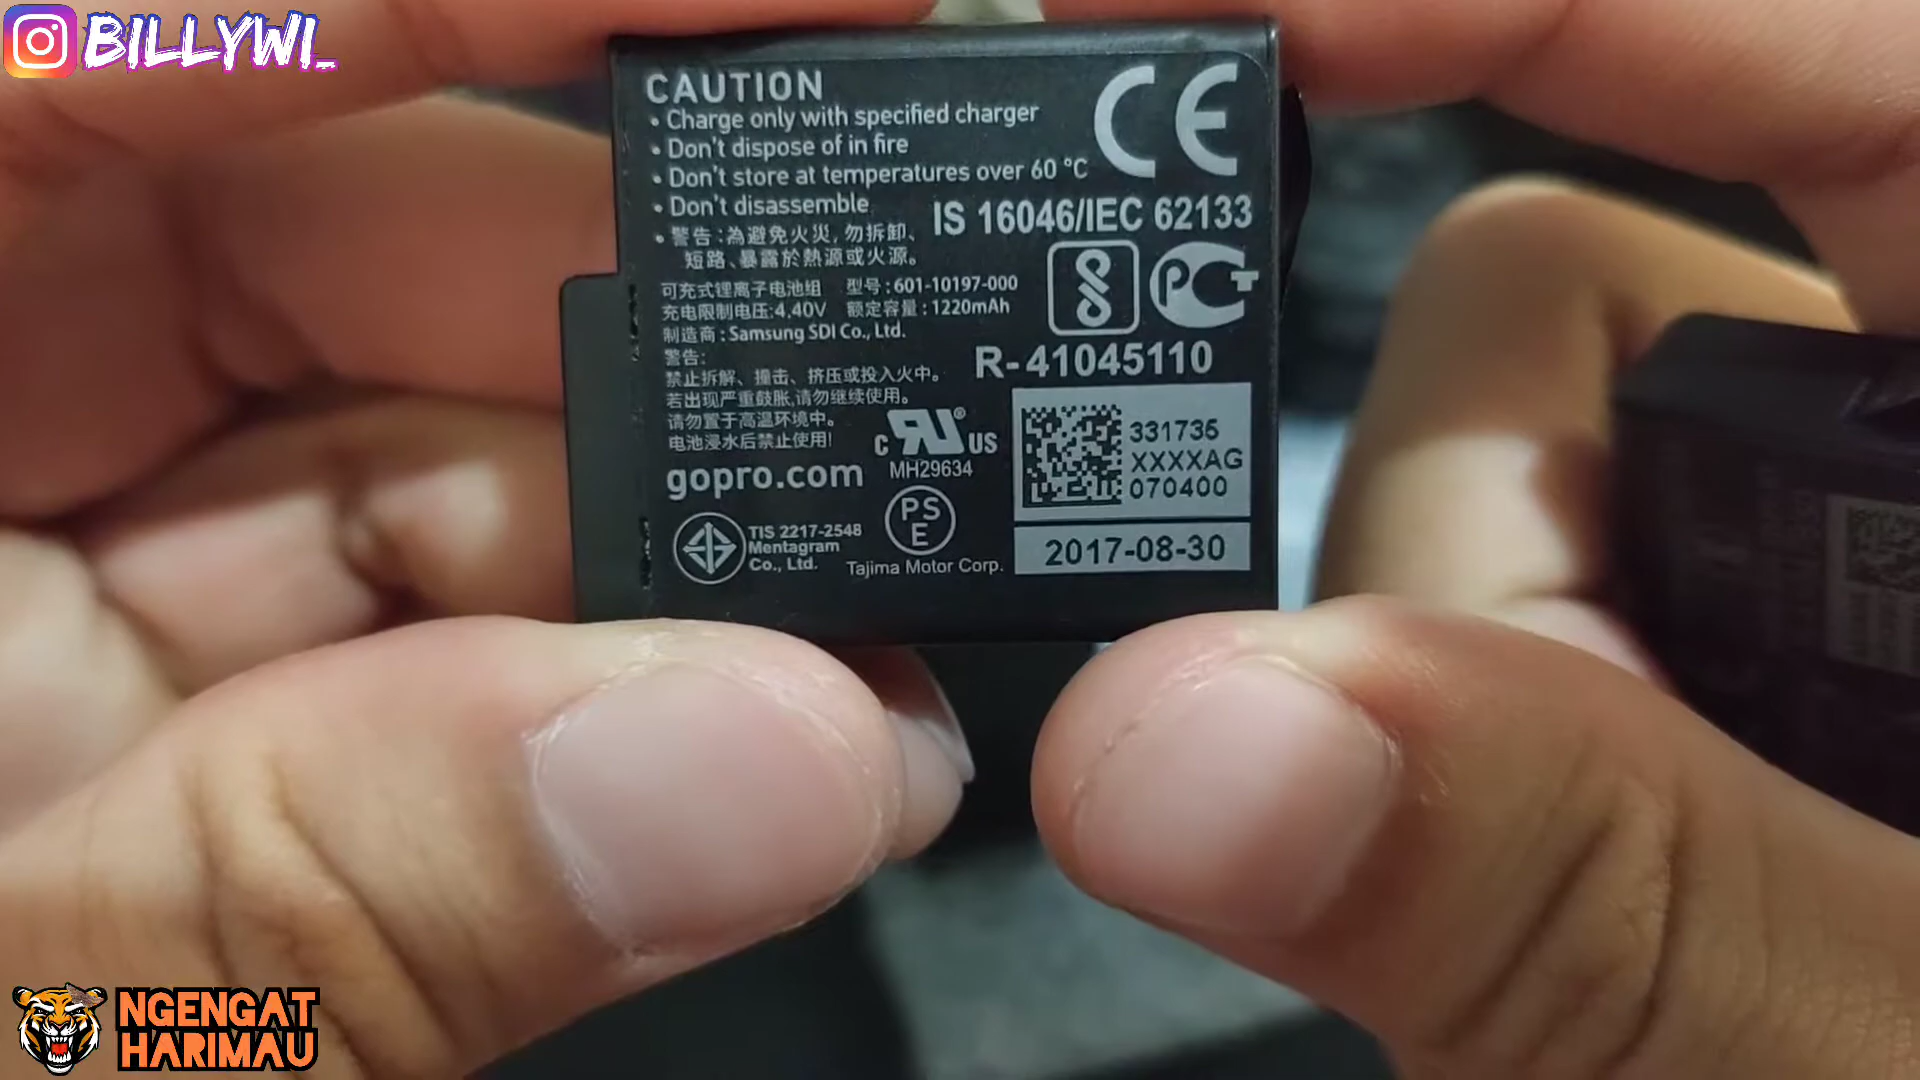 BILLYWI_
CAUTION
• Charge only with specified charger
• Don't dispose of in fire
• Don't store at temperatures over 60 °C
• Don't disassemble
• 警告:為避免火災, 勿拆卸、
短路、暴露於熱源或火源。
CE
IS 16046/IEC 62133
可充式锂离子电池组 型号:601-10197-000
充电限制电压:4.40V 额定容量:1220mAh
制造商:Samsung SDI Co., Ltd.
警告:
禁止拆解、撞击、挤压或投入火中。
若出现严重鼓胀,请勿继续使用。
请勿置于高温环境中。
电池浸水后禁止使用!
PCT
R-41045110
gopro.com
C RU® US
MH29634
331735
XXXXAG
070400
2017-08-30
TIS 2217-2548
Mentagram
Co., Ltd.
PS
E
Tajima Motor Corp.
NGENGAT
HARIMAU